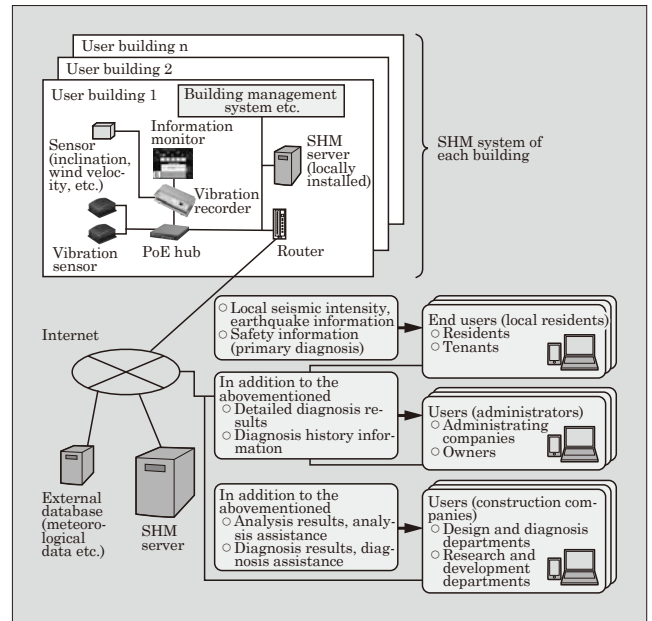 User building n
User building 2
User building 1
Building management
system etc.
Information
monitor
Sensor
(inclination,
wind veloc-
ity, etc.)
SHM
server
(locally
installed)
Vibration
recorder
Vibration
sensor
PoE hub
Router
SHM system of
each building
Internet
○ Local seismic intensity,
earthquake information
○ Safety information
(primary diagnosis)
End users (local residents)
○ Residents
○ Tenants
In addition to the
abovementioned
○ Detailed diagnosis re-
sults
○ Diagnosis history infor-
mation
Users (administrators)
○ Administrating
companies
○ Owners
External
database
(meteoro-
logical
data etc.)
SHM
server
In addition to the
abovementioned
○ Analysis results, analy-
sis assistance
○ Diagnosis results, diag-
nosis assistance
Users (construction com-
panies)
○ Design and diagnosis
departments
○ Research and
development
departments